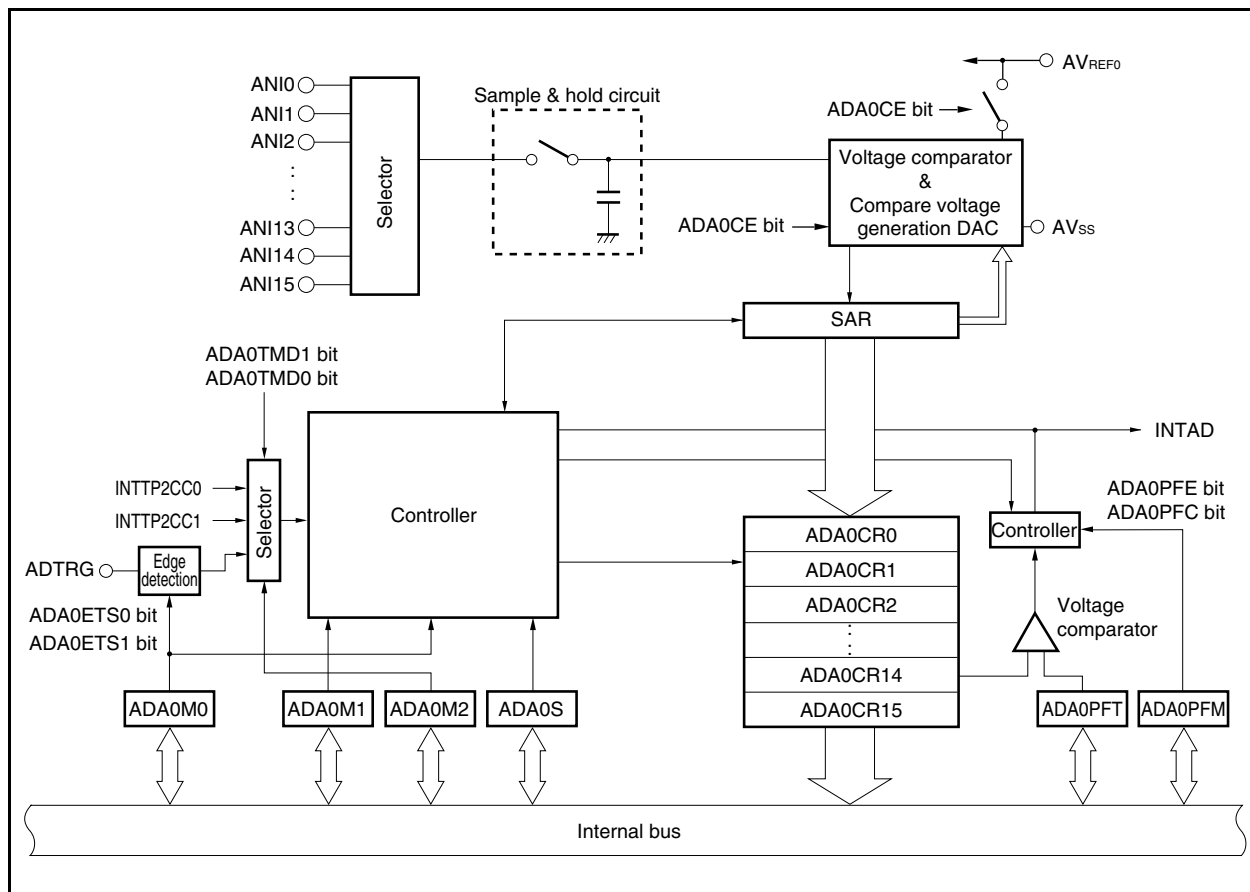 ANI0
ANI1
ANI2
ANI13
ANI14
ANI15
Selector
Sample & hold circuit
AVREF0
ADA0CE bit
Voltage comparator
&
Compare voltage
generation DAC
ADA0CE bit
AVSS
SAR
ADA0TMD1 bit
ADA0TMD0 bit
INTTP2CC0
INTTP2CC1
Selector
Controller
INTAD
ADA0PFE bit
ADA0PFC bit
Controller
ADTRG
Edge
detection
ADA0ETS0 bit
ADA0ETS1 bit
ADA0CR0
ADA0CR1
ADA0CR2
ADA0CR14
ADA0CR15
Voltage
comparator
ADA0M0
ADA0M1
ADA0M2
ADA0S
ADA0PFT
ADA0PFM
Internal bus